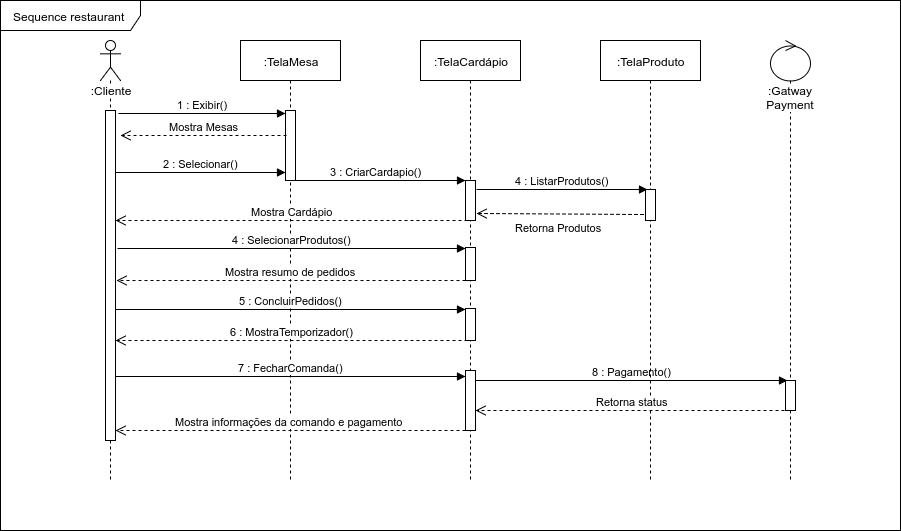 Sequence restaurant
:Cliente
:TelaMesa
:TelaCardápio
:TelaProduto
:Gatway
Payment
1 : Exibir()
Mostra Mesas
2 : Selecionar()
3 : CriarCardapio()
4 : ListarProdutos()
Mostra Cardápio
Retorna Produtos
4 : SelecionarProdutos()
Mostra resumo de pedidos
5 : ConcluirPedidos()
6 : MostraTemporizador()
7 : FecharComanda()
8 : Pagamento()
Retorna status
Mostra informações da comando e pagamento